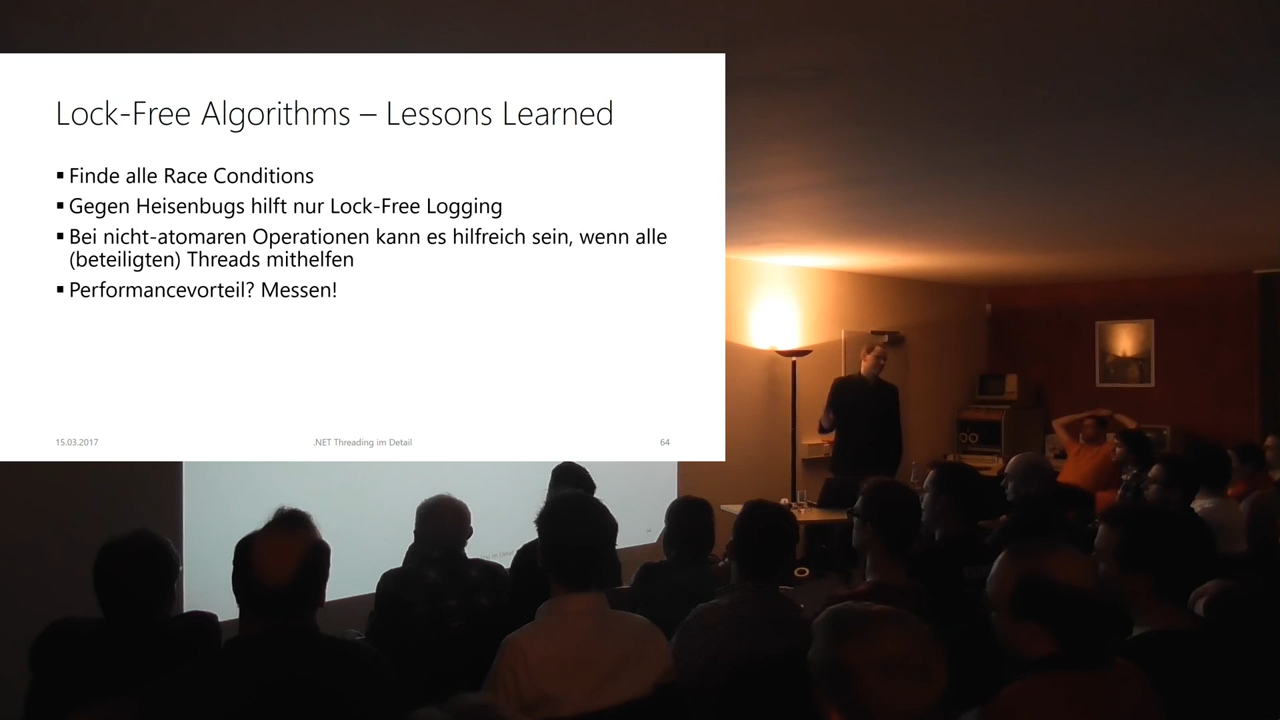 Lock-Free Algorithms – Lessons Learned
▪ Finde alle Race Conditions
▪ Gegen Heisenbugs hilft nur Lock-Free Logging
▪ Bei nicht-atomaren Operationen kann es hilfreich sein, wenn alle
(beteiligten) Threads mithelfen
▪ Performancevorteil? Messen!
15.03.2017
.NET Threading im Detail
64